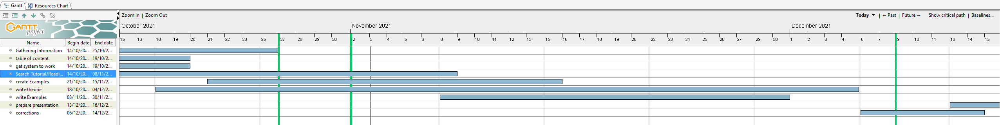 Gantt Resources Chart
Zoom In | Zoom Out Today | ← Past | Future → Show critical path | Baselines...
GANTT project
October 2021 November 2021 December 2021
15 16 18 19 20 21 22 23 25 27 28 29 30 2 3 4 5 6 8 9 10 11 12 13 15 16 17 18 19 20 22 23 24 25 26 27 29 30 1 2 3 4 6 7 9 10 11 13 14 15
Name Begin date End date
Gathering Information 14/10/20... 25/10/2...
table of content 14/10/20... 19/10/2...
get system to work 14/10/20... 19/10/2...
Search Tutorial/Readi... 14/10/20... 08/11/2...
create Examples 21/10/20... 15/11/2...
write theorie 18/10/20... 04/12/2...
write Examples 08/11/20... 30/11/2...
prepare presentation 13/12/20... 16/12/2...
corrections 06/12/20... 14/12/2...